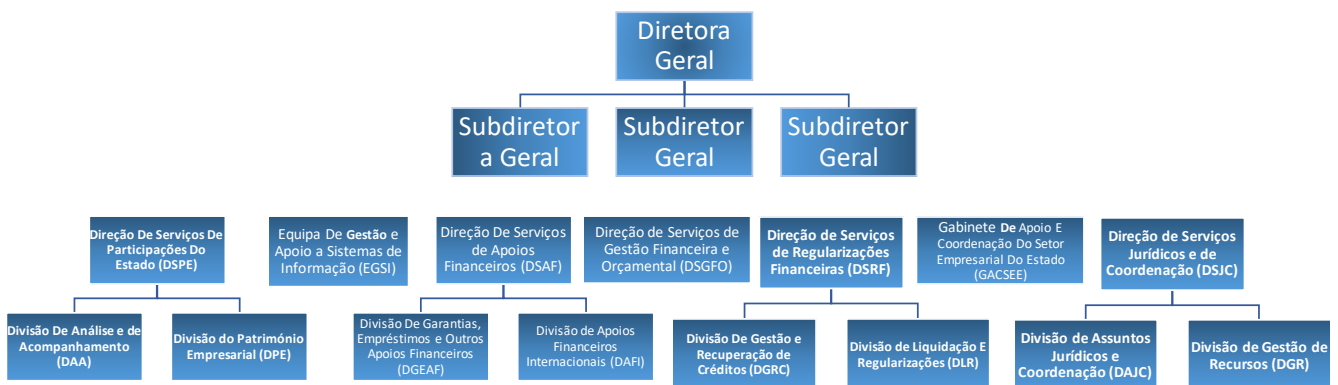 Diretora
Geral
Subdiretor
a Geral
Subdiretor
Geral
Subdiretor
Geral
Direção De Serviços De
Participações Do
Estado (DSPE)
Equipa De Gestão e
Apoio a Sistemas de
Informação (EGSI)
Direção De Serviços
de Apoios
Financeiros (DSAF)
Direção de Serviços de
Gestão Financeira e
Orçamental (DSGFO)
Direção de Serviços
de Regularizações
Financeiras (DSRF)
Gabinete De Apoio E
Coordenação Do Setor
Empresarial Do Estado
(GACSEE)
Direção de Serviços
Jurídicos e de
Coordenação (DSJC)
Divisão De Análise e de
Acompanhamento
(DAA)
Divisão do Património
Empresarial (DPE)
Divisão De Garantias,
Empréstimos e Outros
Apoios Financeiros
(DGEAF)
Divisão de Apoios
Financeiros
Internacionais (DAFI)
Divisão De Gestão e
Recuperação de
Créditos (DGRC)
Divisão de Liquidação E
Regularizações (DLR)
Divisão de Assuntos
Jurídicos e
Coordenação (DAJC)
Divisão de Gestão de
Recursos (DGR)